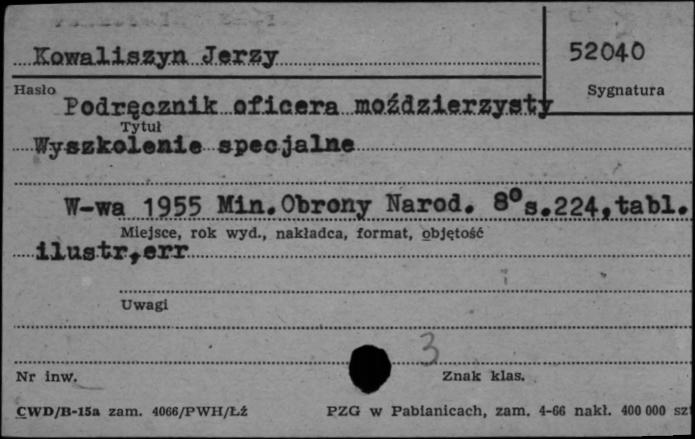 Kowaliszyn Jerzy
52040
Hasło
Sygnatura
Podręcznik oficera moździerzysty
Tytuł
Wyszkolenie specjalne
W-wa 1955 Min.Obrony Narod. 8° s.224,tabl.
Miejsce, rok wyd., nakładca, format, objętość
ilustr,err
Uwagi
3
Nr inw.
Znak klas.
CWD/B-15a zam. 4066/PWH/Łż
PZG w Pabianicach, zam. 4-66 nakł. 400 000 szt